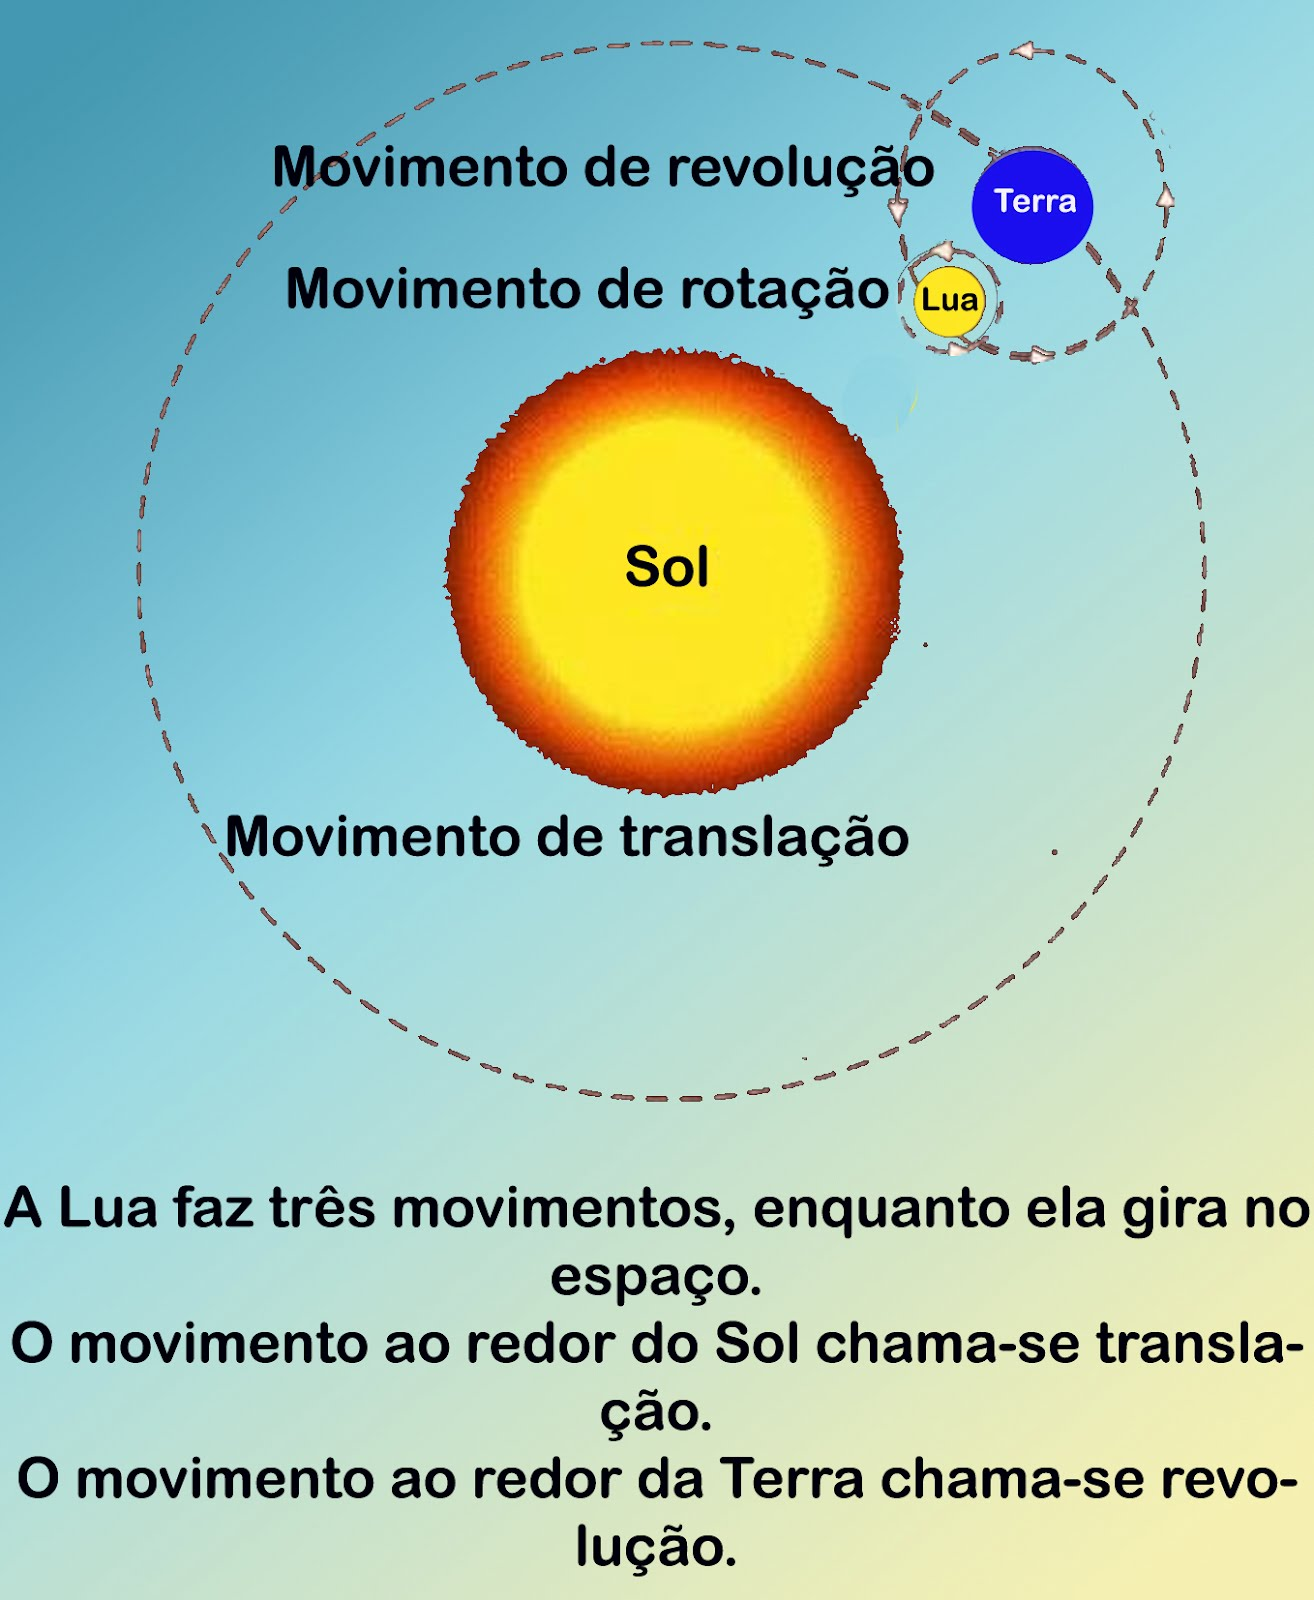 Movimento de revolução
Terra
Movimento de rotação
Lua
Sol
Movimento de translação
A Lua faz três movimentos, enquanto ela gira no
espaço.
O movimento ao redor do Sol chama-se transla-
ção.
O movimento ao redor da Terra chama-se revo-
lução.